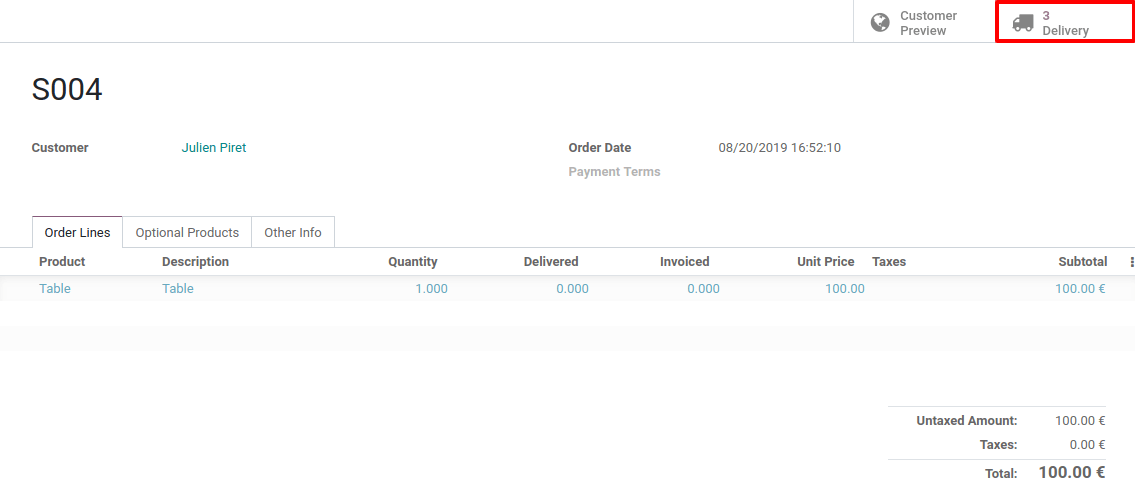 Customer
Preview
3
Delivery
S004
Customer Julien Piret Order Date 08/20/2019 16:52:10
Payment Terms
Order Lines Optional Products Other Info
Product Description Quantity Delivered Invoiced Unit Price Taxes Subtotal
Table Table 1.000 0.000 0.000 100.00 100.00 €
Untaxed Amount: 100.00 €
Taxes: 0.00 €
Total: 100.00 €